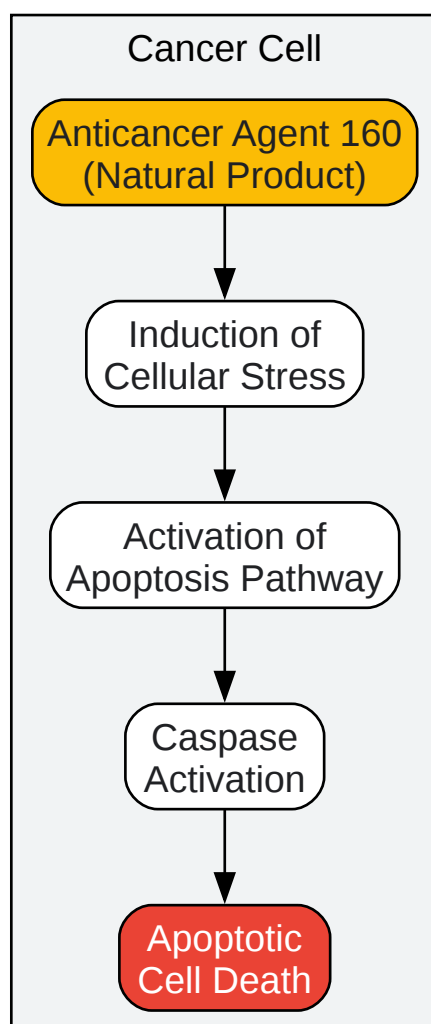 Cancer Cell
Anticancer Agent 160
(Natural Product)
Induction of
Cellular Stress
Activation of
Apoptosis Pathway
Caspase
Activation
Apoptotic
Cell Death